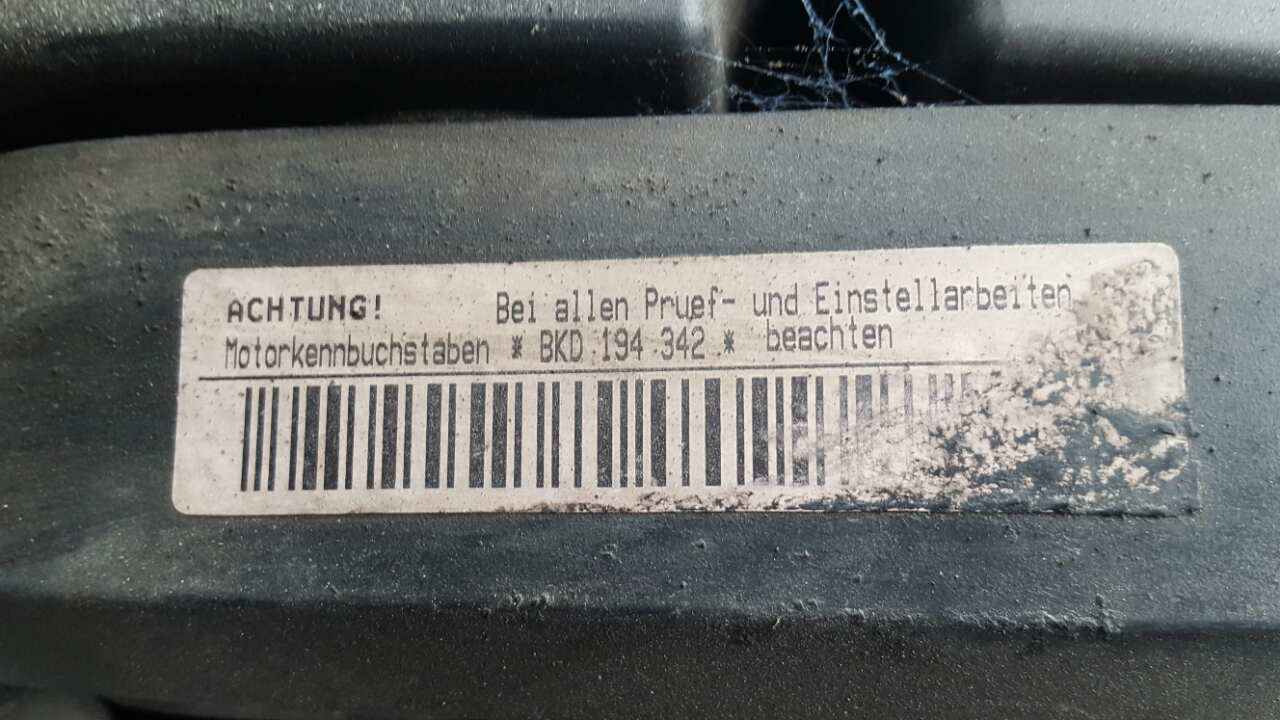 ACHTUNG! Bei allen Pruef- und Einstellarbeiten
Motorkennbuchstaben * BKD 194 342 * beachten